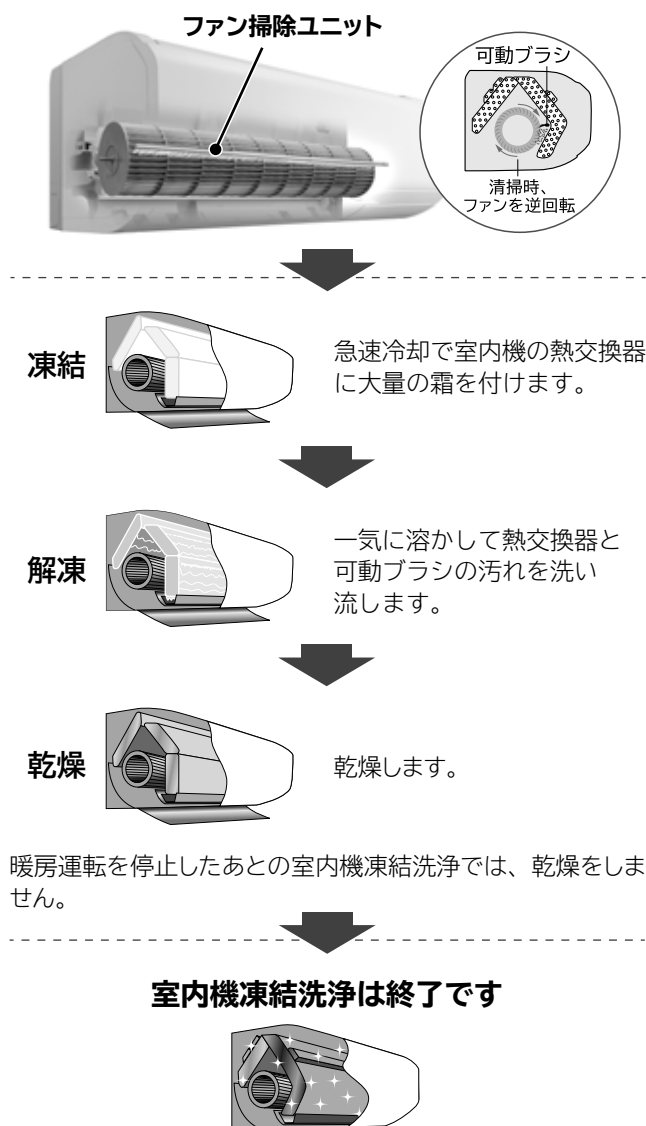 ファン掃除ユニット
可動ブラシ
清掃時、
ファンを逆回転
凍結
急速冷却で室内機の熱交換器
に大量の霜を付けます。
解凍
一気に溶かして熱交換器と
可動ブラシの汚れを洗い
流します。
乾燥
乾燥します。
暖房運転を停止したあとの室内機凍結洗浄では、乾燥をしま
せん。
室内機凍結洗浄は終了です